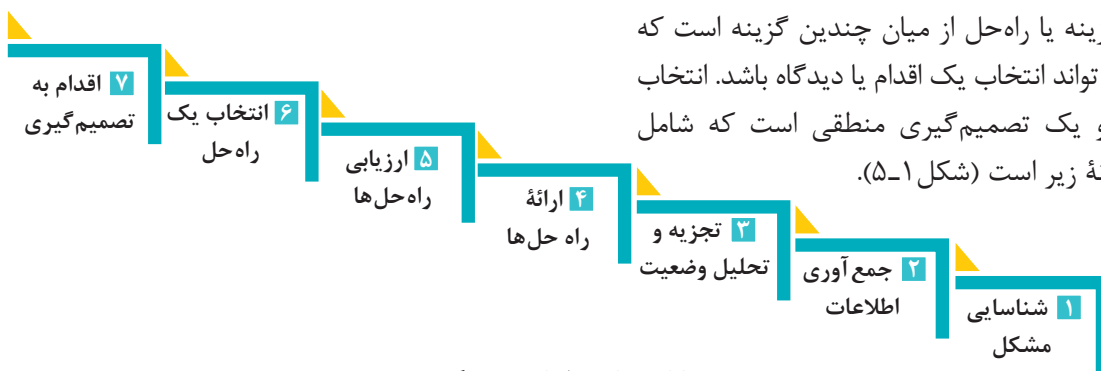 گزینه یا راه‌حل از میان چندین گزینه است که
تواند انتخاب یک اقدام یا دیدگاه باشد. انتخاب
و یک تصمیم‌گیری منطقی است که شامل
زیر است (شکل ۱ـ۵).
۱ شناسایی
مشکل
۲ جمع‌آوری
اطلاعات
۳ تجزیه و
تحلیل وضعیت
۴ ارائهٔ
راه حل‌ها
۵ ارزیابی
راه‌حل‌ها
۶ انتخاب یک
راه‌حل
۷ اقدام به
تصمیم‌گیری